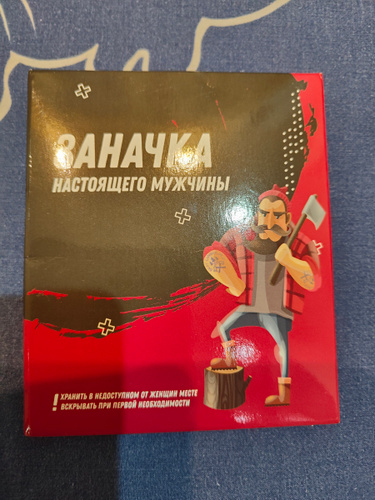 ЗАНАЧКА
НАСТОЯЩЕГО МУЖЧИНЫ
! ХРАНИТЬ В НЕДОСТУПНОМ ОТ ЖЕНЩИН МЕСТЕ
ВСКРЫВАТЬ ПРИ ПЕРВОЙ НЕОБХОДИМОСТИ